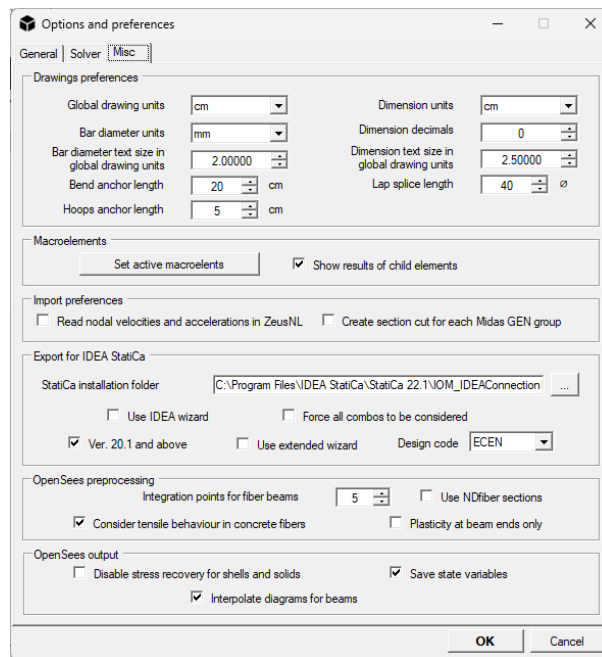 Options and preferences
General Solver Misc
Drawings preferences
Global drawing units cm Dimension units cm
Bar diameter units mm Dimension decimals 0
Bar diameter text size in global drawing units 2.00000 Dimension text size in global drawing units 2.50000
Bend anchor length 20 cm Lap splice length 40 ø
Hoops anchor length 5 cm
Macroelements
Set active macroelents Show results of child elements
Import preferences
Read nodal velocities and accelerations in ZeusNL Create section cut for each Midas GEN group
Export for IDEA StatiCa
StatiCa installation folder C:\Program Files\IDEA StatiCa\StatiCa 22.1\IOM_IDEAConnection ...
Use IDEA wizard Force all combos to be considered
Ver. 20.1 and above Use extended wizard Design code ECEN
OpenSees preprocessing
Integration points for fiber beams 5 Use NDfiber sections
Consider tensile behaviour in concrete fibers Plasticity at beam ends only
OpenSees output
Disable stress recovery for shells and solids Save state variables
Interpolate diagrams for beams
OK Cancel